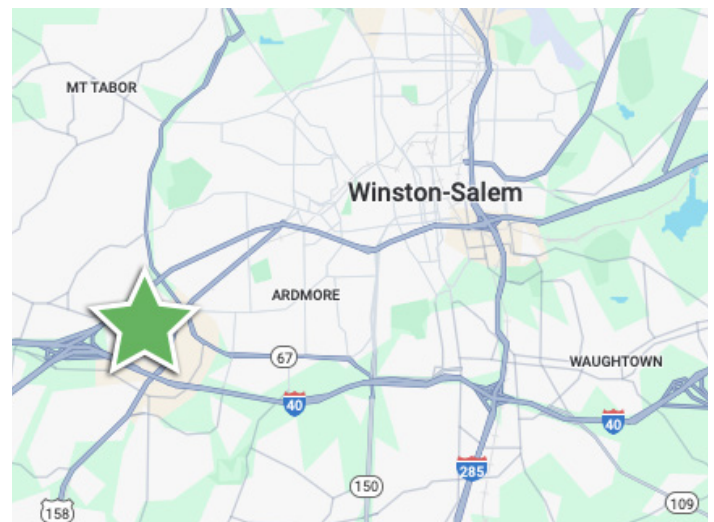 MT TABOR
Winston-Salem
ARDMORE
67
WAUGHTOWN
40
40
285
150
158
109